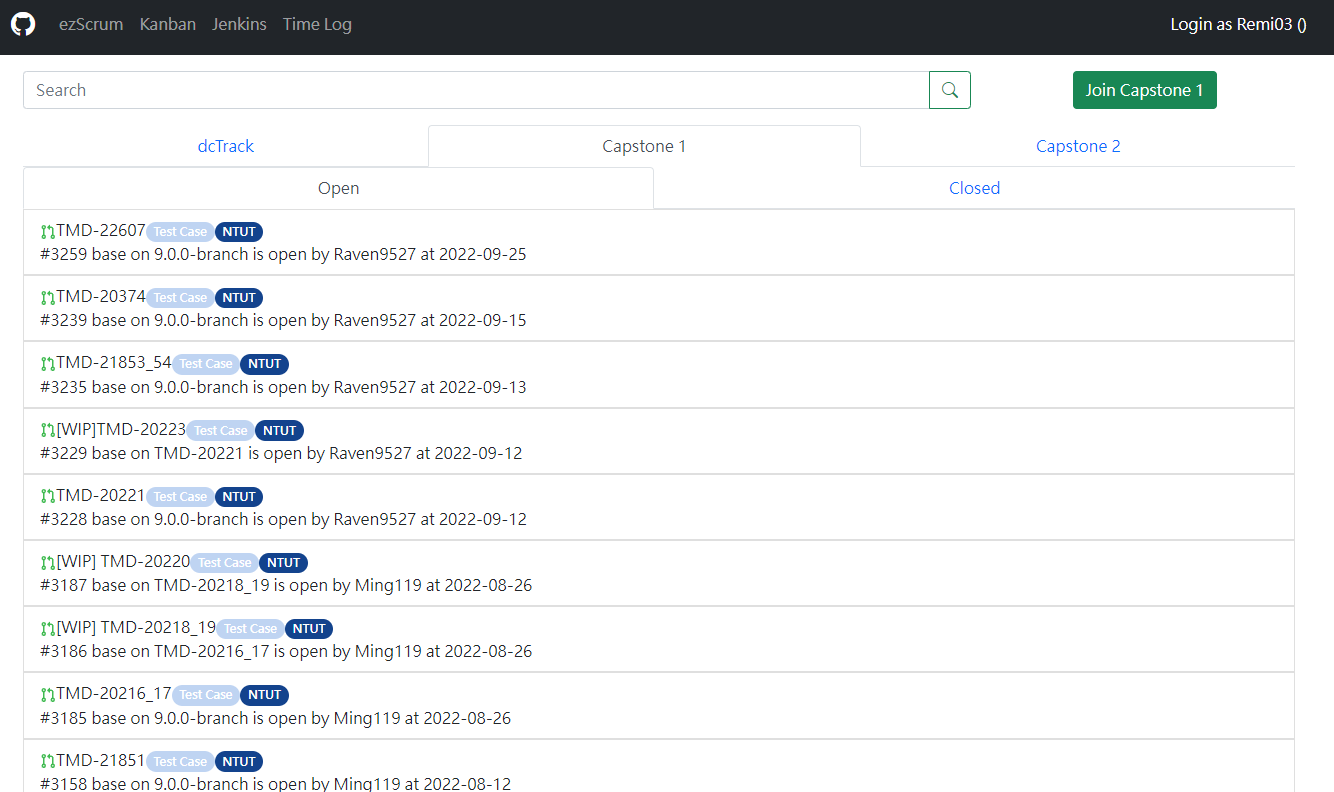 ezScrum Kanban Jenkins Time Log Login as Remi03 ()
Search Join Capstone 1
dcTrack Capstone 1 Capstone 2
Open Closed
TMD-22607 Test Case NTUT
#3259 base on 9.0.0-branch is open by Raven9527 at 2022-09-25
TMD-20374 Test Case NTUT
#3239 base on 9.0.0-branch is open by Raven9527 at 2022-09-15
TMD-21853_54 Test Case NTUT
#3235 base on 9.0.0-branch is open by Raven9527 at 2022-09-13
[WIP]TMD-20223 Test Case NTUT
#3229 base on TMD-20221 is open by Raven9527 at 2022-09-12
TMD-20221 Test Case NTUT
#3228 base on 9.0.0-branch is open by Raven9527 at 2022-09-12
[WIP] TMD-20220 Test Case NTUT
#3187 base on TMD-20218_19 is open by Ming119 at 2022-08-26
[WIP] TMD-20218_19 Test Case NTUT
#3186 base on TMD-20216_17 is open by Ming119 at 2022-08-26
TMD-20216_17 Test Case NTUT
#3185 base on 9.0.0-branch is open by Ming119 at 2022-08-26
TMD-21851 Test Case NTUT
#3158 base on 9.0.0-branch is open by Ming119 at 2022-08-12